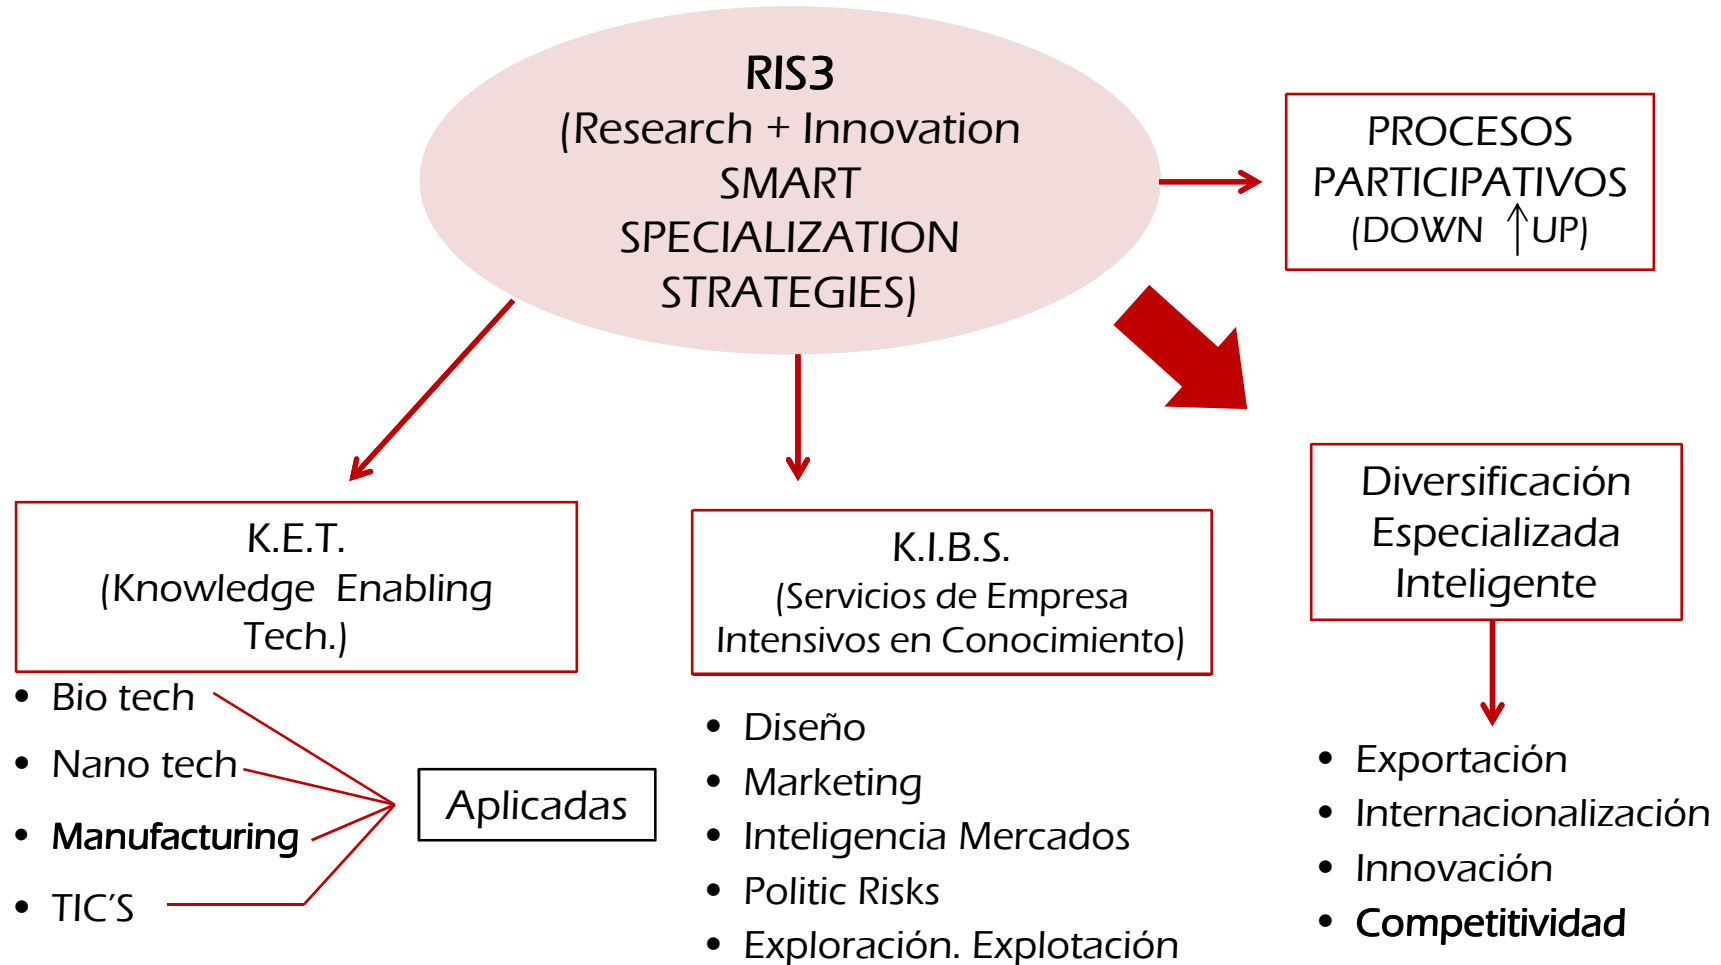 RIS3
(Research + Innovation
SMART
SPECIALIZATION
STRATEGIES)
PROCESOS
PARTICIPATIVOS
(DOWN ↑UP)
K.E.T.
(Knowledge Enabling
Tech.)
• Bio tech
• Nano tech
• Manufacturing
• TIC´S
Aplicadas
K.I.B.S.
(Servicios de Empresa
Intensivos en Conocimiento)
• Diseño
• Marketing
• Inteligencia Mercados
• Politic Risks
• Exploración. Explotación
Diversificación
Especializada
Inteligente
• Exportación
• Internacionalización
• Innovación
• Competitividad